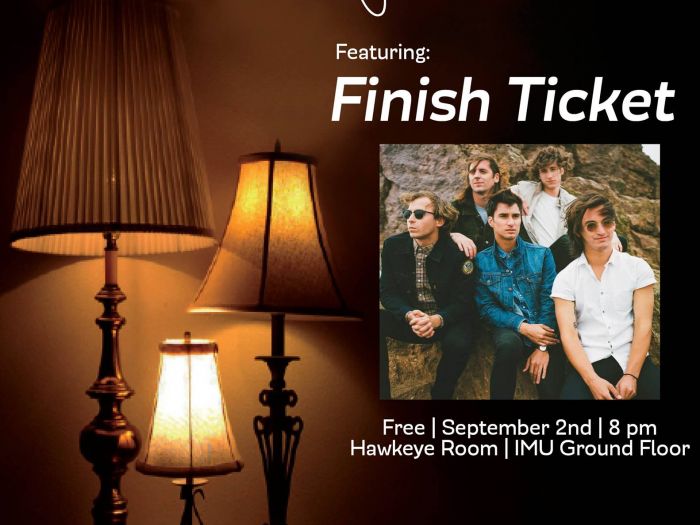 Featuring:
Finish Ticket
Free | September 2nd | 8 pm
Hawkeye Room | IMU Ground Floor